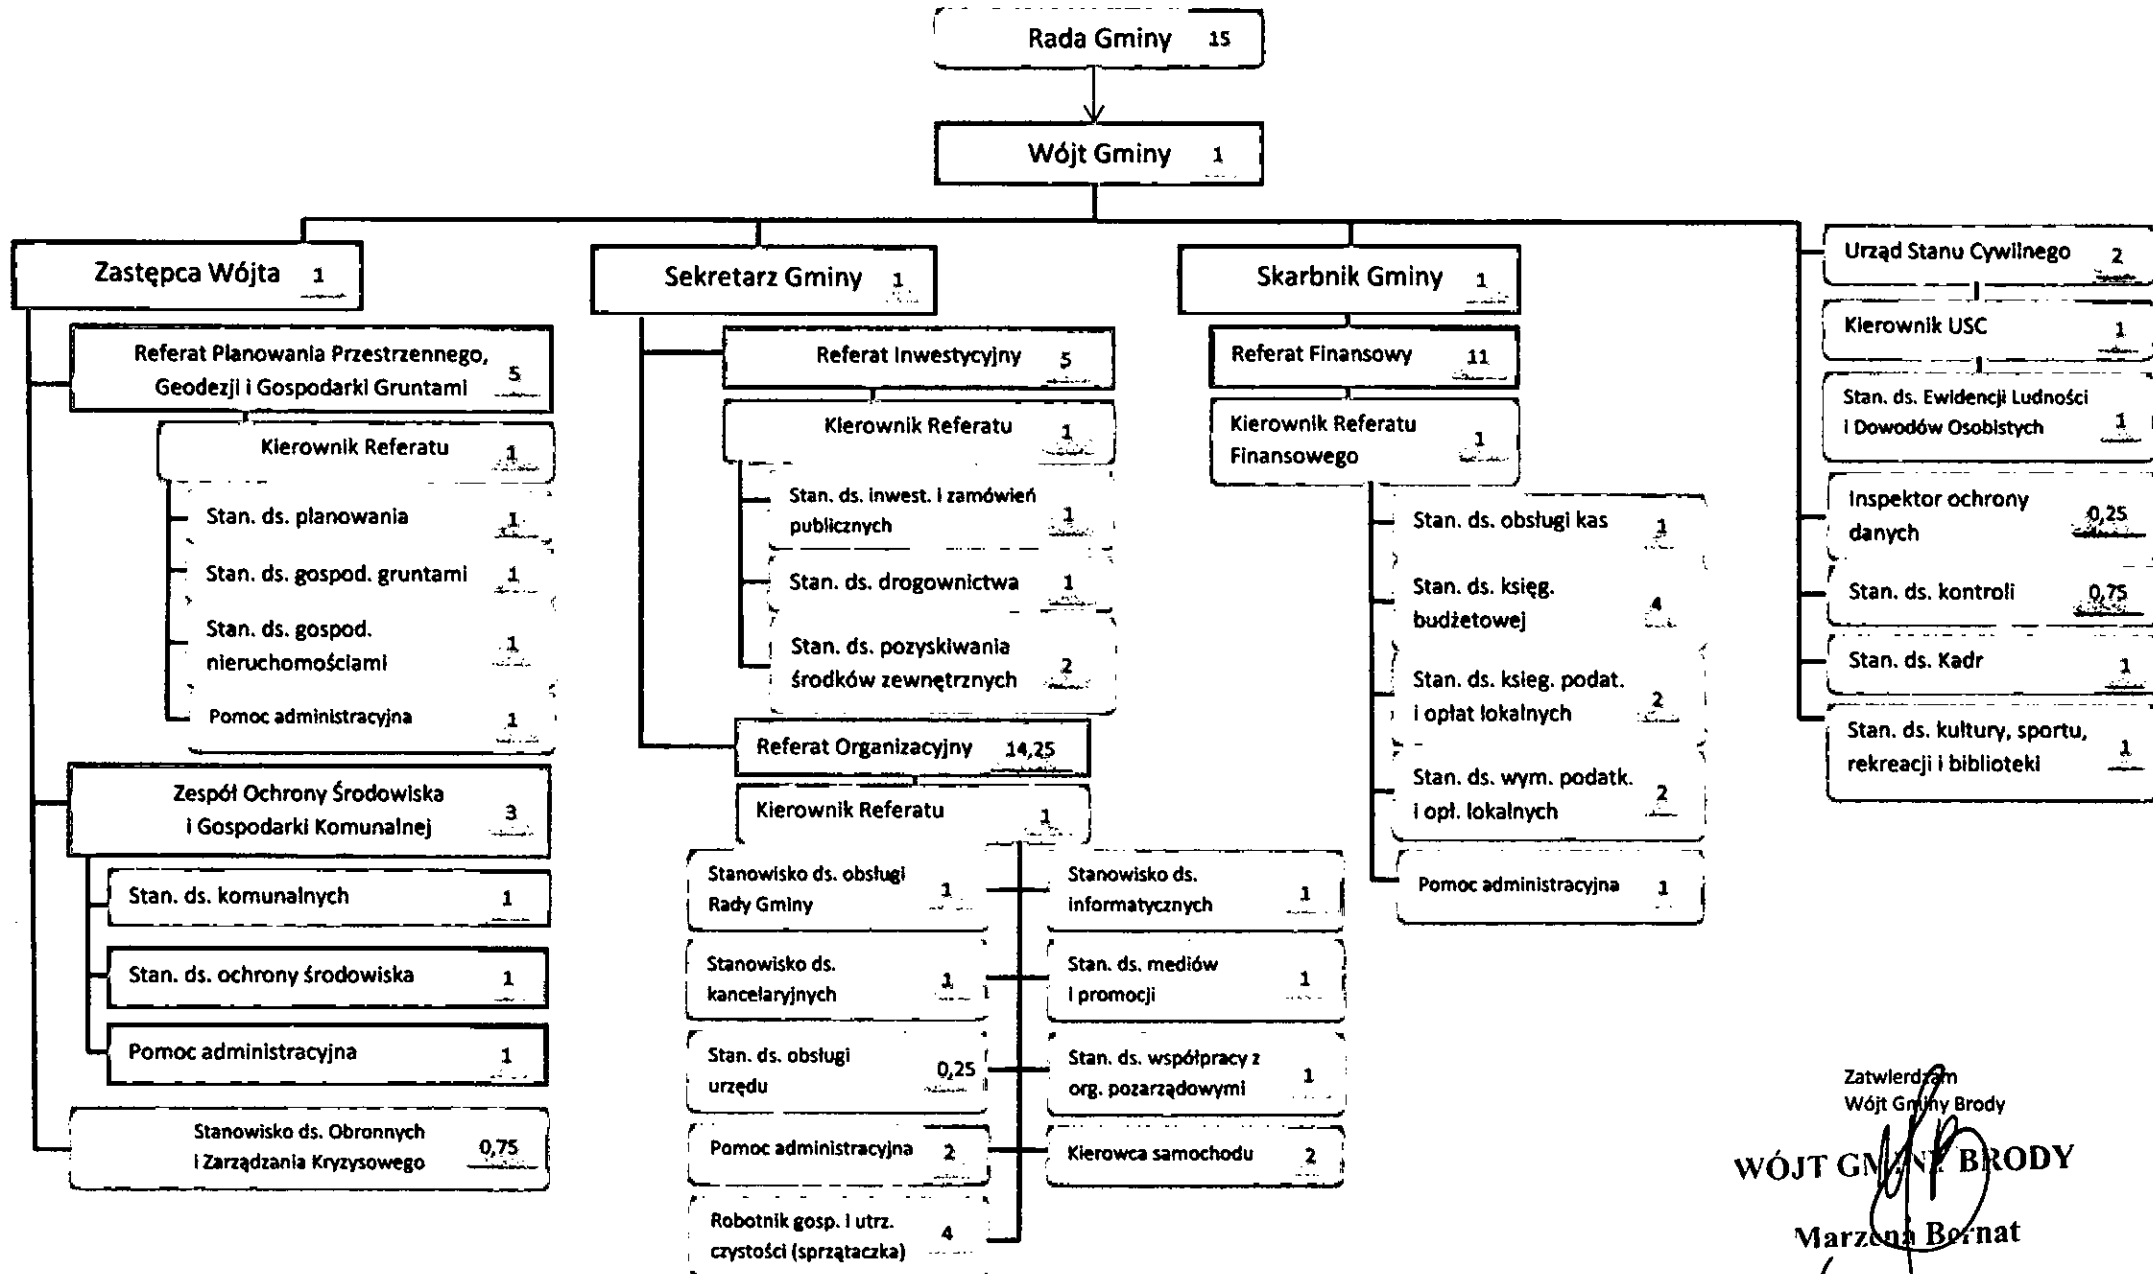 Rada Gminy 15
Wójt Gminy 1
Zastępca Wójta 1
Referat Planowania Przestrzennego,
Geodezji i Gospodarki Gruntami 5
Kierownik Referatu 1
Stan. ds. planowania 1
Stan. ds. gospod. gruntami 1
Stan. ds. gospod.
nieruchomościami 1
Pomoc administracyjna 1
Zespół Ochrony Środowiska
i Gospodarki Komunalnej 3
Stan. ds. komunalnych 1
Stan. ds. ochrony środowiska 1
Pomoc administracyjna 1
Stanowisko ds. Obronnych
i Zarządzania Kryzysowego 0,75
Sekretarz Gminy 1
Referat Inwestycyjny 5
Kierownik Referatu 1
Stan. ds. inwest. i zamówień
publicznych 1
Stan. ds. drogownictwa 1
Stan. ds. pozyskiwania
środków zewnętrznych 2
Referat Organizacyjny 14,25
Kierownik Referatu 1
Stanowisko ds. obsługi
Rady Gminy 1
Stanowisko ds.
kancelaryjnych 1
Stan. ds. obsługi
urzędu 0,25
Pomoc administracyjna 2
Robotnik gosp. i utrz.
czystości (sprzątaczka) 4
Stanowisko ds.
informatycznych 1
Stan. ds. mediów
i promocji 1
Stan. ds. współpracy z
org. pozarządowymi 1
Kierowca samochodu 2
Skarbnik Gminy 1
Referat Finansowy 11
Kierownik Referatu
Finansowego 1
Stan. ds. obsługi kas 1
Stan. ds. księg.
budżetowej 4
Stan. ds. ksieg. podat.
i opłat lokalnych 2
Stan. ds. wym. podatk.
i opł. lokalnych 2
Pomoc administracyjna 1
Urząd Stanu Cywilnego 2
Kierownik USC 1
Stan. ds. Ewidencji Ludności
i Dowodów Osobistych 1
Inspektor ochrony
danych 0,25
Stan. ds. kontroli 0,75
Stan. ds. Kadr 1
Stan. ds. kultury, sportu,
rekreacji i biblioteki 1
Zatwierdzam
Wójt Gminy Brody
WÓJT GMINY BRODY
Marzena Bernat